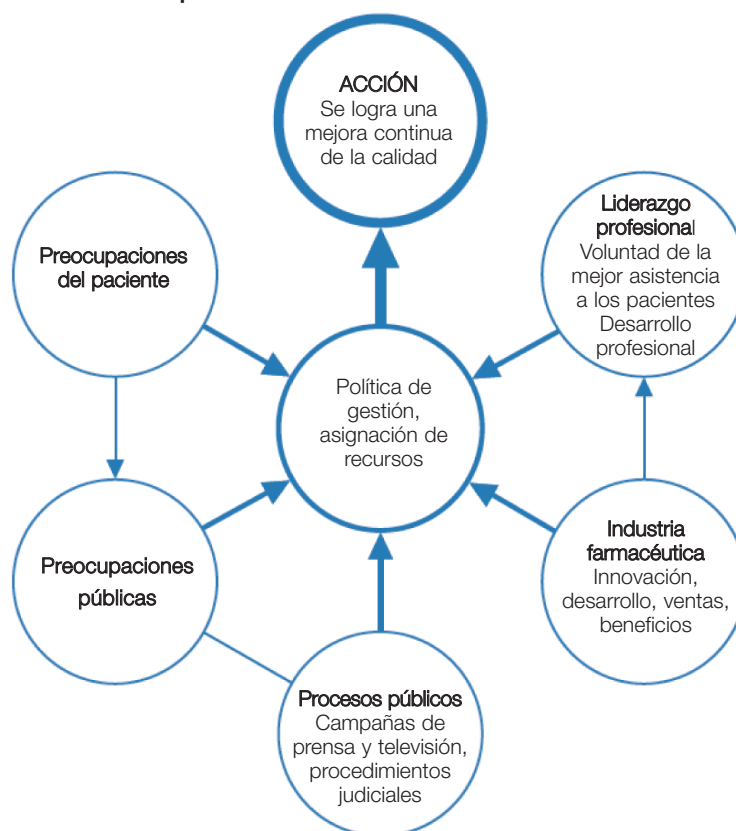 ACCIÓN
Se logra una
mejora continua
de la calidad
Preocupaciones
del paciente
Liderazgo
profesional
Voluntad de la
mejor asistencia
a los pacientes
Desarrollo
profesional
Política de
gestión,
asignación de
recursos
Preocupaciones
públicas
Industria
farmacéutica
Innovación,
desarrollo, ventas,
beneficios
Procesos públicos
Campañas de
prensa y televisión,
procedimientos
judiciales